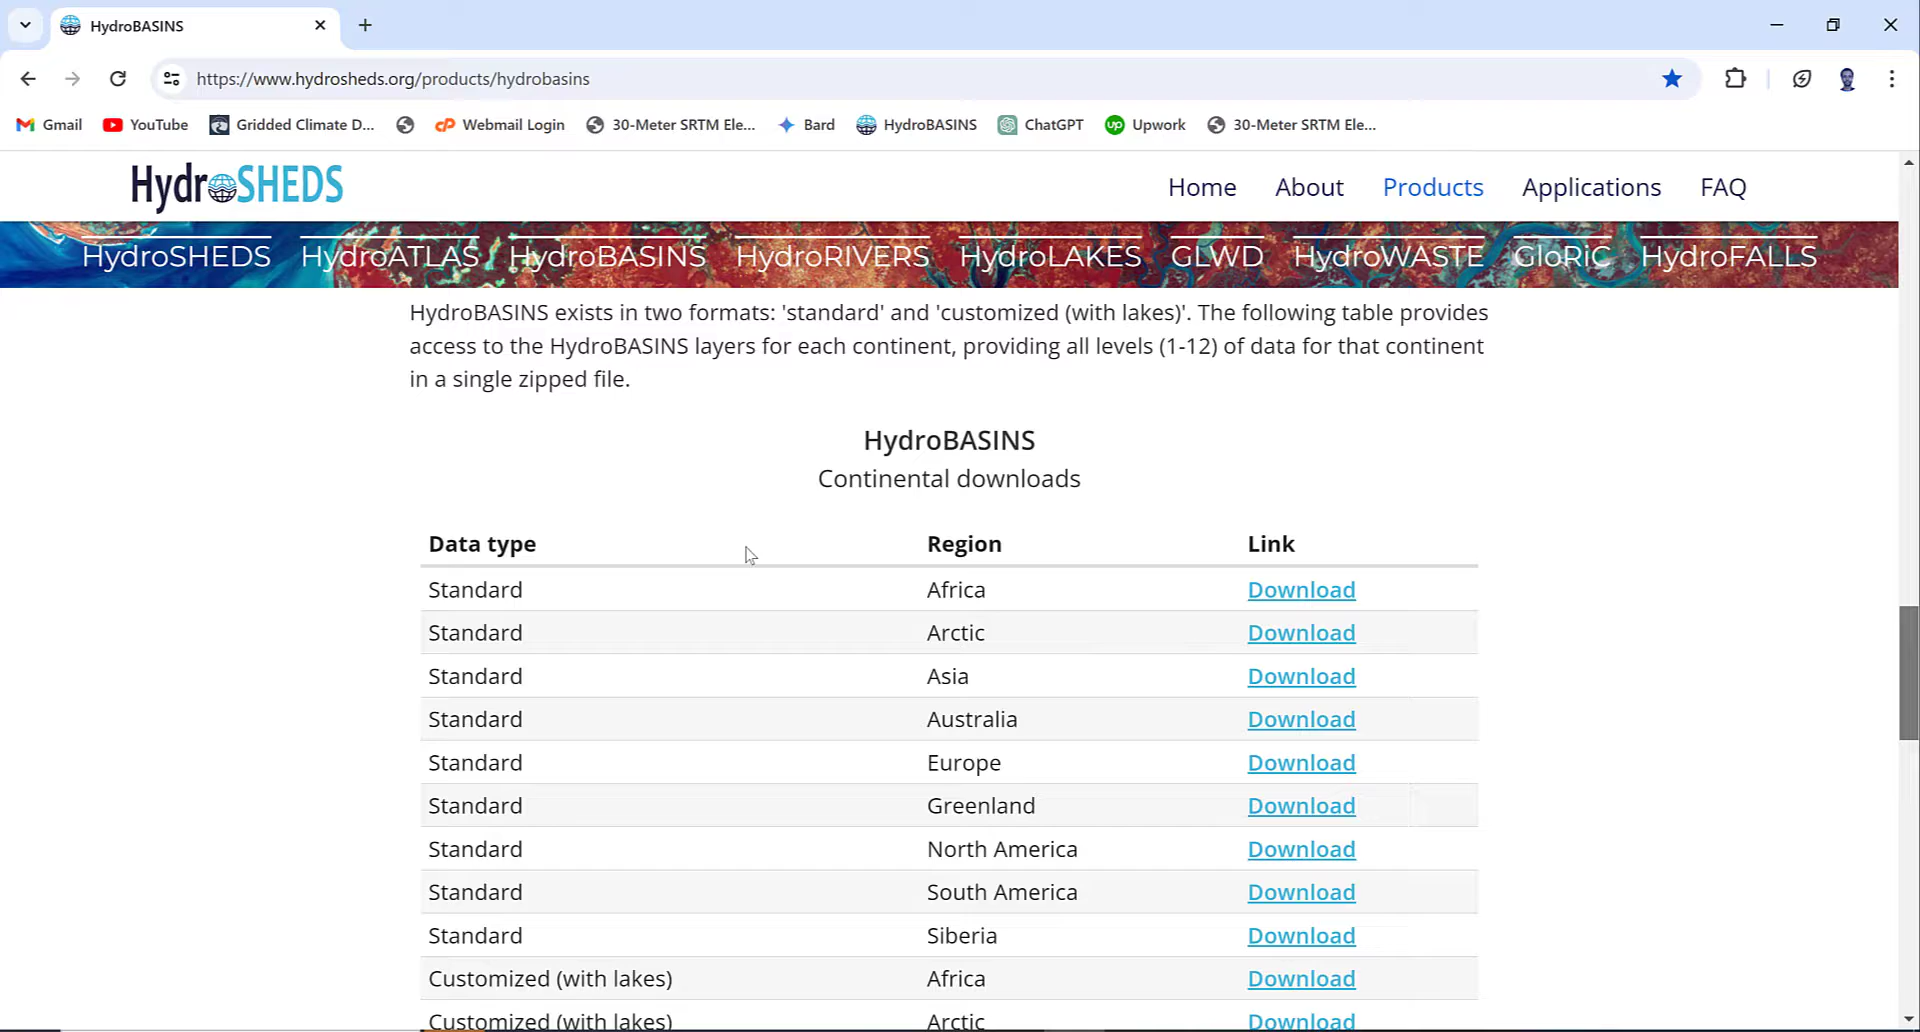 HydroBASINS
https://www.hydrosheds.org/products/hydrobasins
Gmail YouTube Gridded Climate D... Webmail Login 30-Meter SRTM Ele... Bard HydroBASINS ChatGPT Upwork 30-Meter SRTM Ele...
HydroSHEDS Home About Products Applications FAQ
HydroSHEDS HydroATLAS HydroBASINS HydroRIVERS HydroLAKES GLWD HydroWASTE GloRiC HydroFALLS
HydroBASINS exists in two formats: 'standard' and 'customized (with lakes)'. The following table provides
access to the HydroBASINS layers for each continent, providing all levels (1-12) of data for that continent
in a single zipped file.
HydroBASINS
Continental downloads
Data type Region Link
Standard Africa Download
Standard Arctic Download
Standard Asia Download
Standard Australia Download
Standard Europe Download
Standard Greenland Download
Standard North America Download
Standard South America Download
Standard Siberia Download
Customized (with lakes) Africa Download
Customized (with lakes) Arctic Download